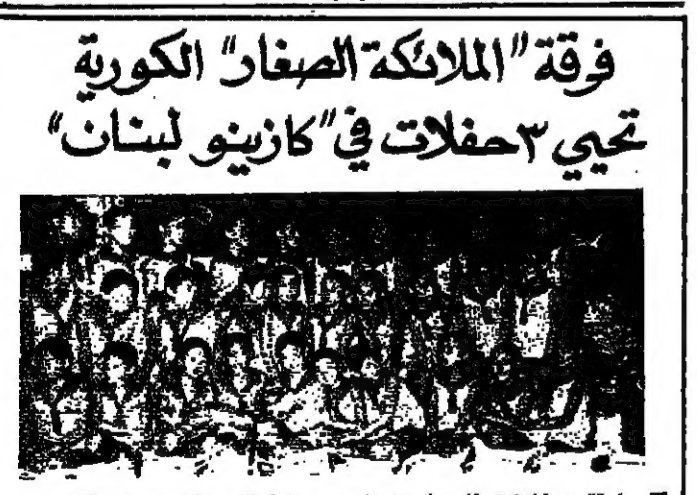 فرقة "الملائكة الصغار" الكورية
تحيي ٣ حفلات في "كازينو لبنان"